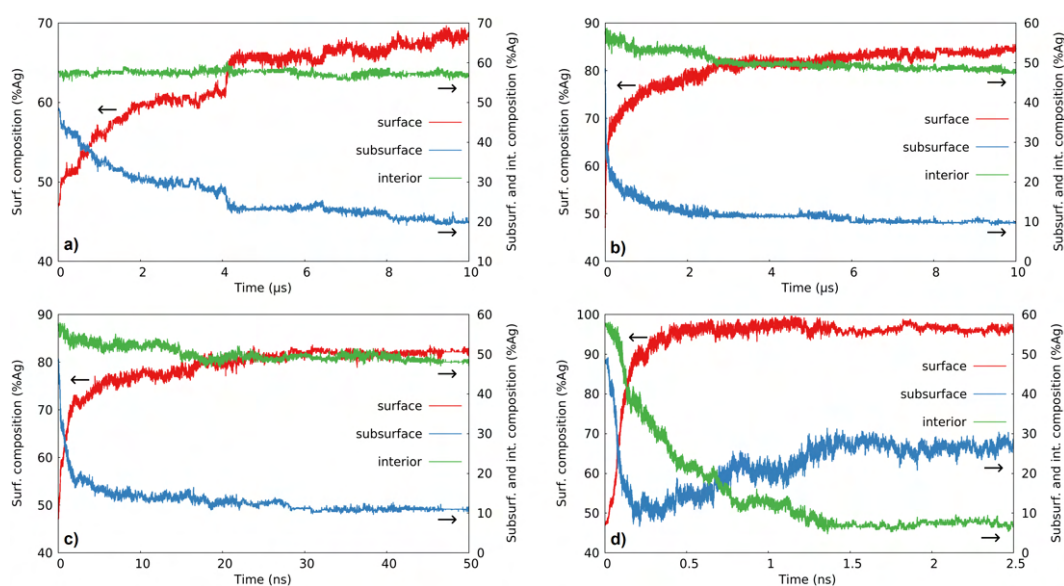 70
60
50
40
Surf. composition (%Ag)
70
60
50
40
30
20
10
Subsurf. and int. composition (%Ag)
surface
subsurface
interior
a)
0 2 4 6 8 10
Time (μs)
90
80
70
60
50
40
Surf. composition (%Ag)
60
50
40
30
20
10
0
Subsurf. and int. composition (%Ag)
surface
subsurface
interior
b)
0 2 4 6 8 10
Time (μs)
90
80
70
60
50
40
Surf. composition (%Ag)
60
50
40
30
20
10
0
Subsurf. and int. composition (%Ag)
surface
subsurface
interior
c)
0 10 20 30 40 50
Time (ns)
100
90
80
70
60
50
40
Surf. composition (%Ag)
60
50
40
30
20
10
0
Subsurf. and int. composition (%Ag)
surface
subsurface
interior
d)
0 0.5 1 1.5 2 2.5
Time (ns)